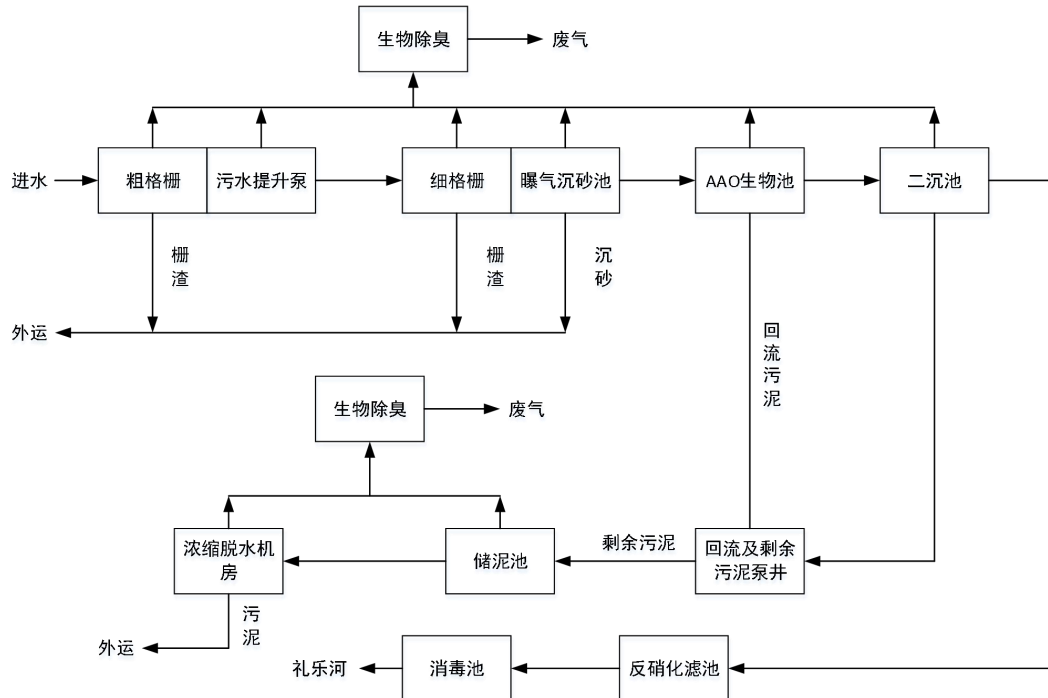 生物除臭
废气
进水
粗格栅
污水提升泵
细格栅
曝气沉砂池
AAO生物池
二沉池
栅渣
栅渣
沉砂
外运
回流污泥
生物除臭
废气
浓缩脱水机
房
储泥池
剩余污泥
回流及剩余
污泥泵井
污泥
外运
礼乐河
消毒池
反硝化滤池